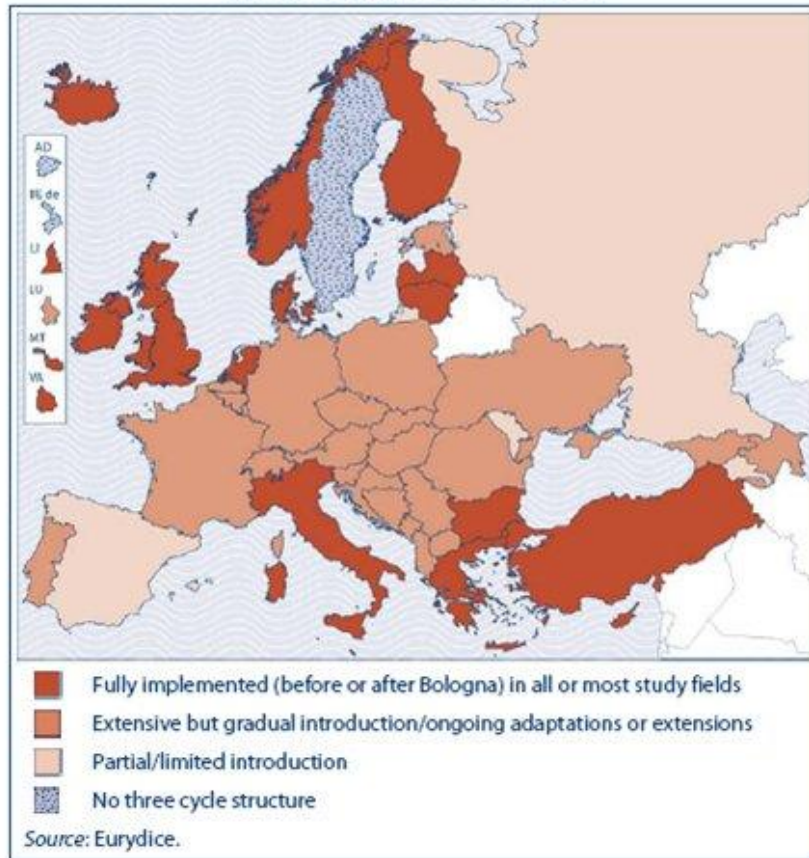 AD
BE de
LI
LU
MT
VA
Fully implemented (before or after Bologna) in all or most study fields
Extensive but gradual introduction/ongoing adaptations or extensions
Partial/limited introduction
No three cycle structure
Source: Eurydice.